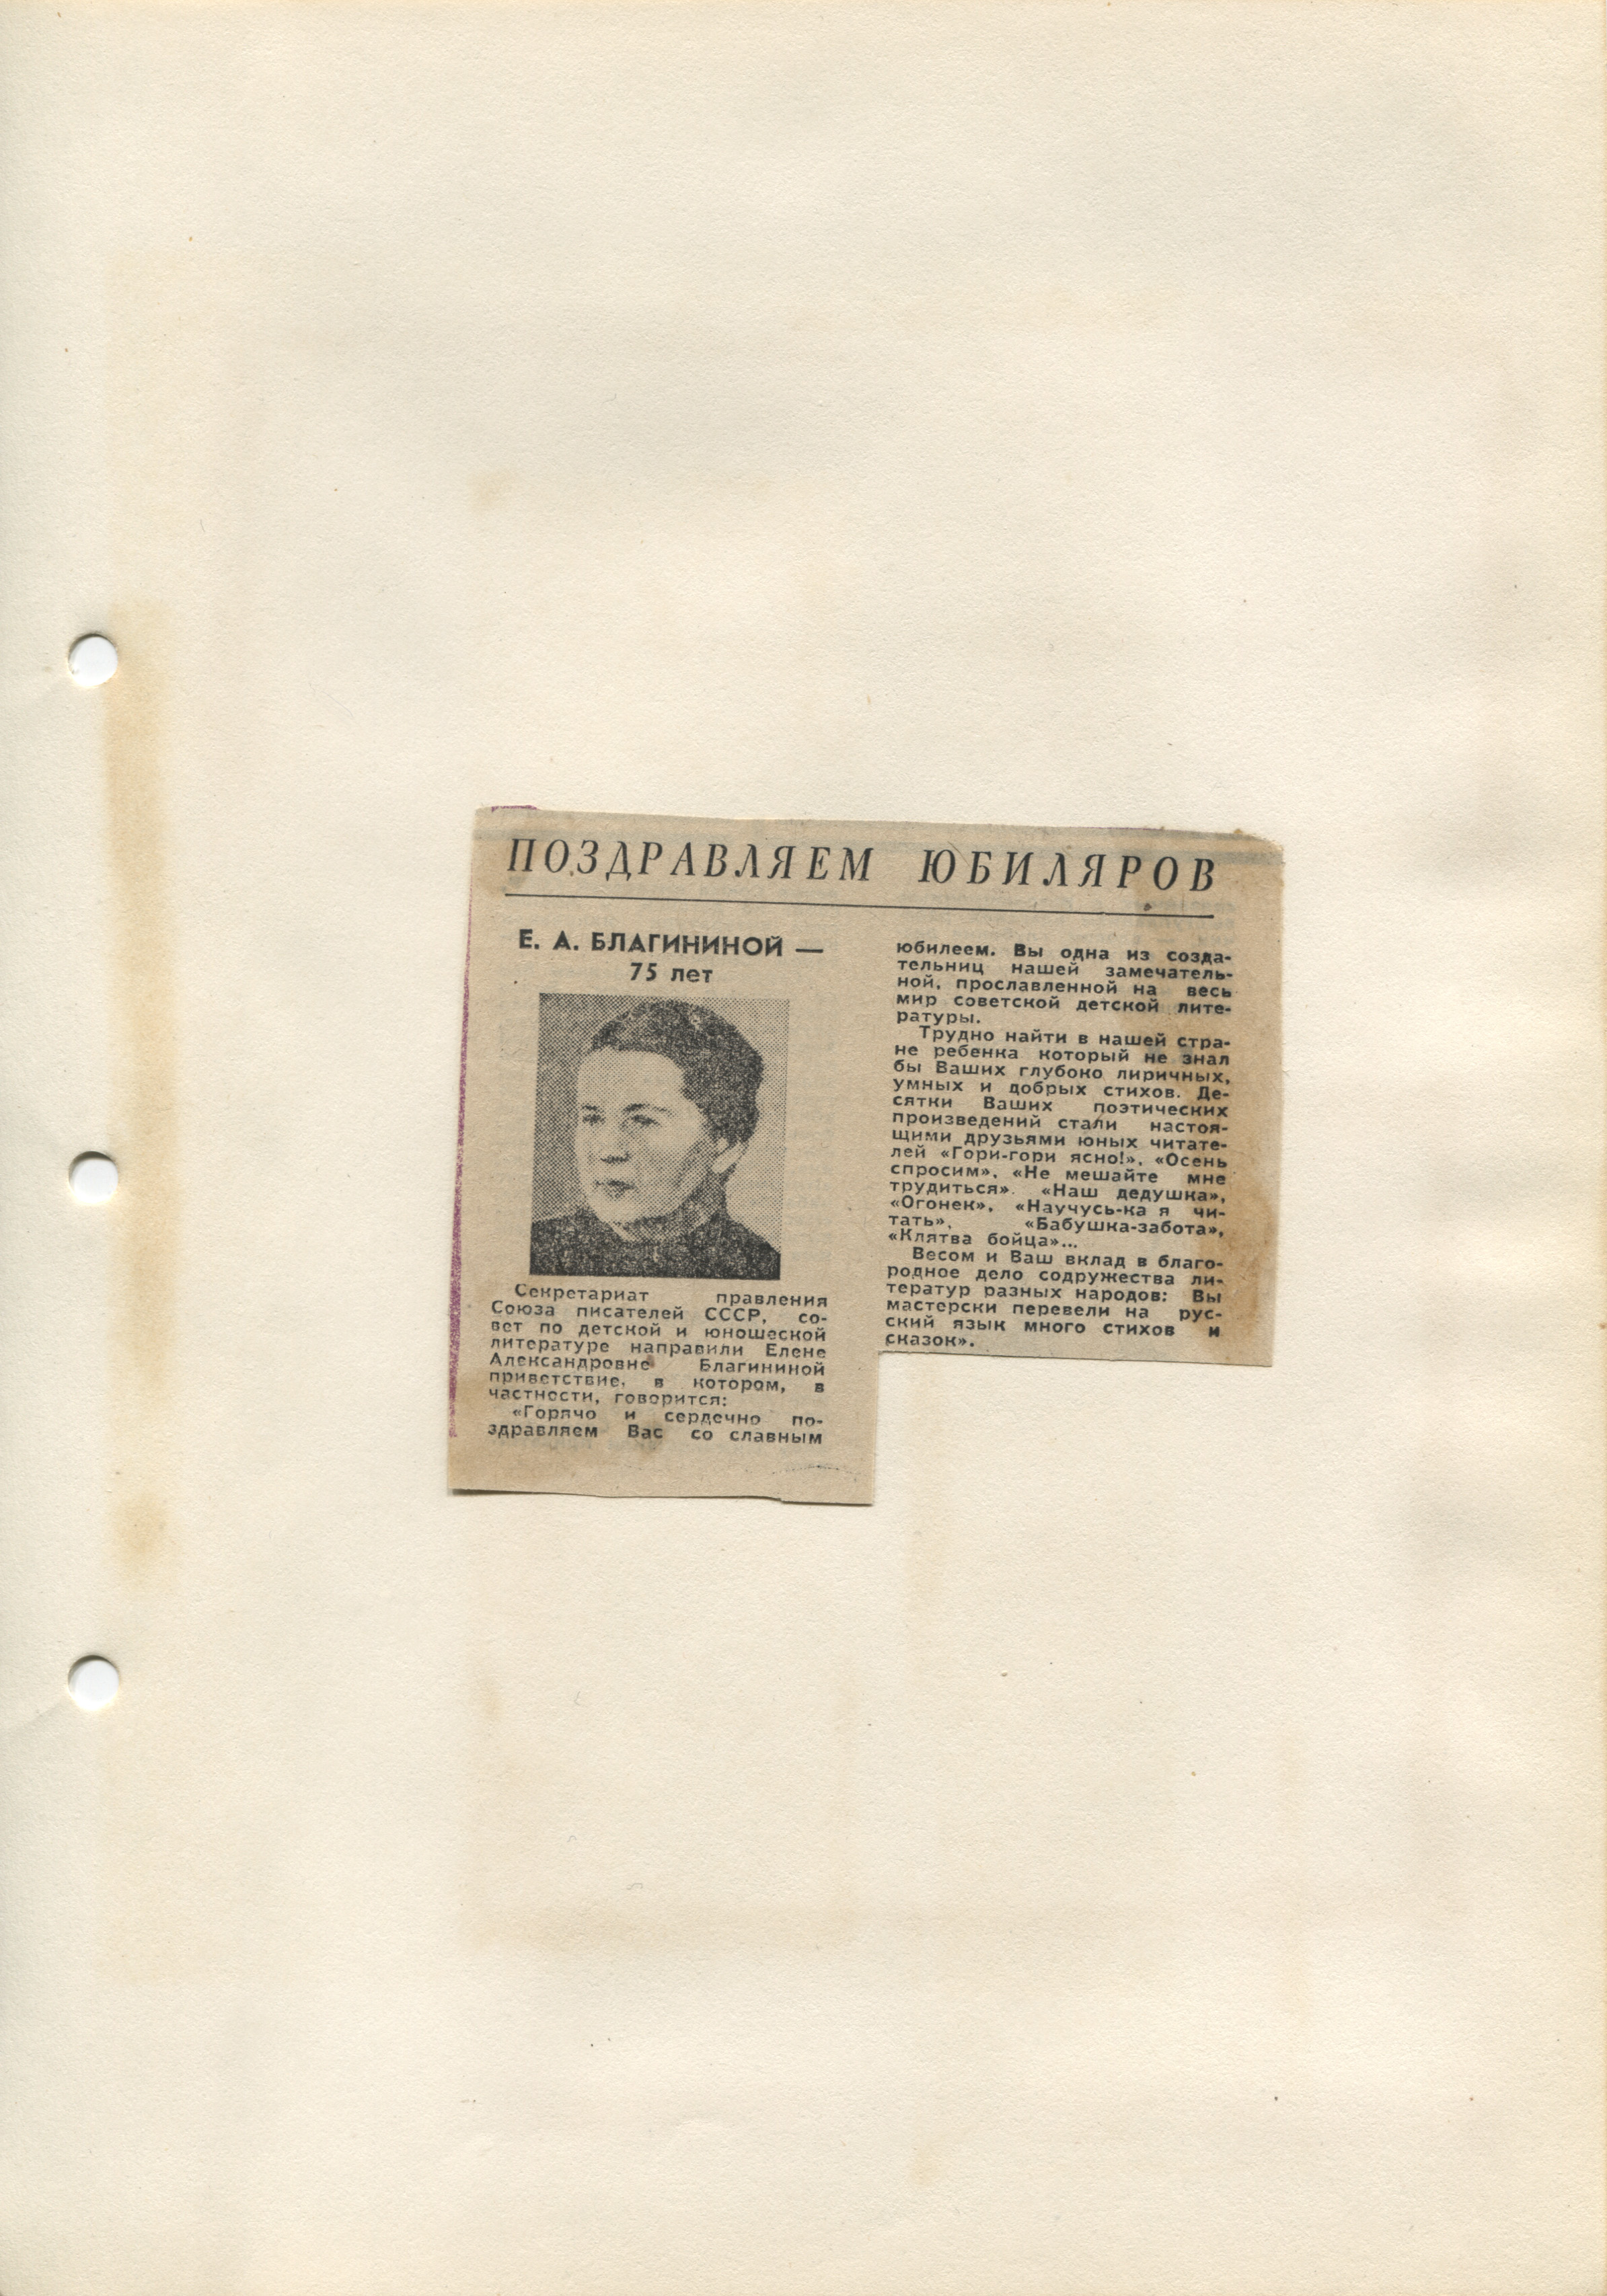 ПОЗДРАВЛЯЕМ ЮБИЛЯРОВ
Е. А. БЛАГИНИНОЙ —
75 лет
Секретариат правления
Союза писателей СССР, со-
вет по детской и юношеской
литературе направили Елене
Александровне Благининой
приветствие, в котором, в
частности, говорится:
«Горячо и сердечно по-
здравляем Вас со славным
юбилеем. Вы одна из созда-
тельниц нашей замечатель-
ной, прославленной на весь
мир советской детской лите-
ратуры.
Трудно найти в нашей стра-
не ребенка который не знал
бы Ваших глубоко лиричных,
умных и добрых стихов. Де-
сятки Ваших поэтических
произведений стали настоя-
щими друзьями юных читате-
лей «Гори-гори ясно!», «Осень
спросим», «Не мешайте мне
трудиться». «Наш дедушка»,
«Огонек», «Научусь-ка я чи-
тать», «Бабушка-забота»,
«Клятва бойца»...
Весом и Ваш вклад в благо-
родное дело содружества ли-
тератур разных народов: Вы
мастерски перевели на рус-
ский язык много стихов и
сказок».